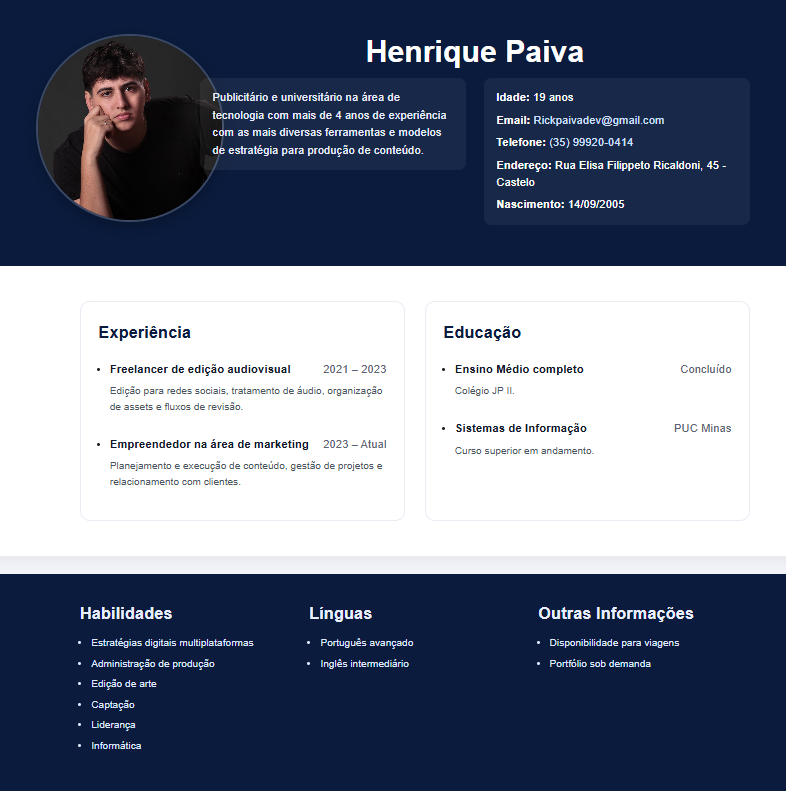 Henrique Paiva
Publicitário e universitário na área de
tecnologia com mais de 4 anos de experiência
com as mais diversas ferramentas e modelos
de estratégia para produção de conteúdo.
Idade: 19 anos
Email: Rickpaivadev@gmail.com
Telefone: (35) 99920-0414
Endereço: Rua Elisa Filippeto Ricaldoni, 45 -
Castelo
Nascimento: 14/09/2005
Experiência
Freelancer de edição audiovisual 2021 – 2023
Edição para redes sociais, tratamento de áudio, organização
de assets e fluxos de revisão.
Empreendedor na área de marketing 2023 – Atual
Planejamento e execução de conteúdo, gestão de projetos e
relacionamento com clientes.
Educação
Ensino Médio completo Concluído
Colégio JP II.
Sistemas de Informação PUC Minas
Curso superior em andamento.
Habilidades
Estratégias digitais multiplataformas
Administração de produção
Edição de arte
Captação
Liderança
Informática
Línguas
Português avançado
Inglês intermediário
Outras Informações
Disponibilidade para viagens
Portfólio sob demanda